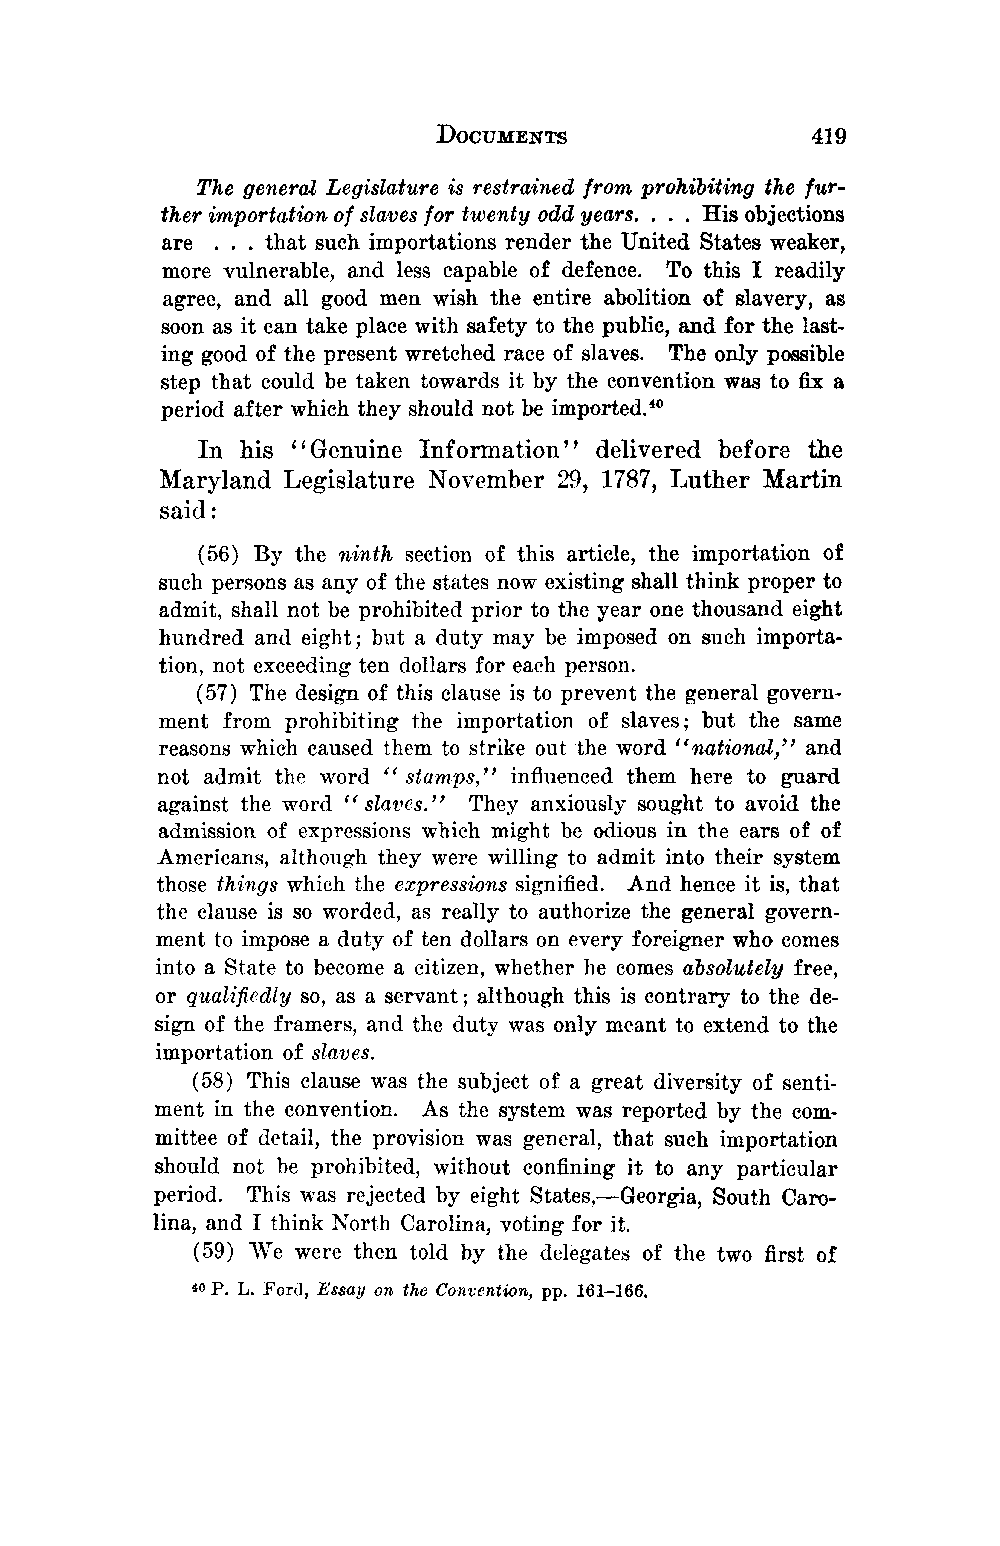 DOCUMENTS 419
The general Legislature is restrained from prohibiting the fur-
ther importation of slaves for twenty odd years. . . . His objections
are . . . that such importations render the United States weaker,
more vulnerable, and less capable of defence. To this I readily
agree, and all good men wish the entire abolition of slavery, as
soon as it can take place with safety to the public, and for the last-
ing good of the present wretched race of slaves. The only possible
step that could be taken towards it by the convention was to fix a
period after which they should not be imported.⁴⁰
In his "Genuine Information" delivered before the
Maryland Legislature November 29, 1787, Luther Martin
said:
(56) By the ninth section of this article, the importation of
such persons as any of the states now existing shall think proper to
admit, shall not be prohibited prior to the year one thousand eight
hundred and eight; but a duty may be imposed on such importa-
tion, not exceeding ten dollars for each person.
(57) The design of this clause is to prevent the general govern-
ment from prohibiting the importation of slaves; but the same
reasons which caused them to strike out the word "national," and
not admit the word "stamps," influenced them here to guard
against the word "slaves." They anxiously sought to avoid the
admission of expressions which might be odious in the ears of of
Americans, although they were willing to admit into their system
those things which the expressions signified. And hence it is, that
the clause is so worded, as really to authorize the general govern-
ment to impose a duty of ten dollars on every foreigner who comes
into a State to become a citizen, whether he comes absolutely free,
or qualifiedly so, as a servant; although this is contrary to the de-
sign of the framers, and the duty was only meant to extend to the
importation of slaves.
(58) This clause was the subject of a great diversity of senti-
ment in the convention. As the system was reported by the com-
mittee of detail, the provision was general, that such importation
should not be prohibited, without confining it to any particular
period. This was rejected by eight States,—Georgia, South Caro-
lina, and I think North Carolina, voting for it.
(59) We were then told by the delegates of the two first of
⁴⁰ P. L. Ford, Essay on the Convention, pp. 161–166.